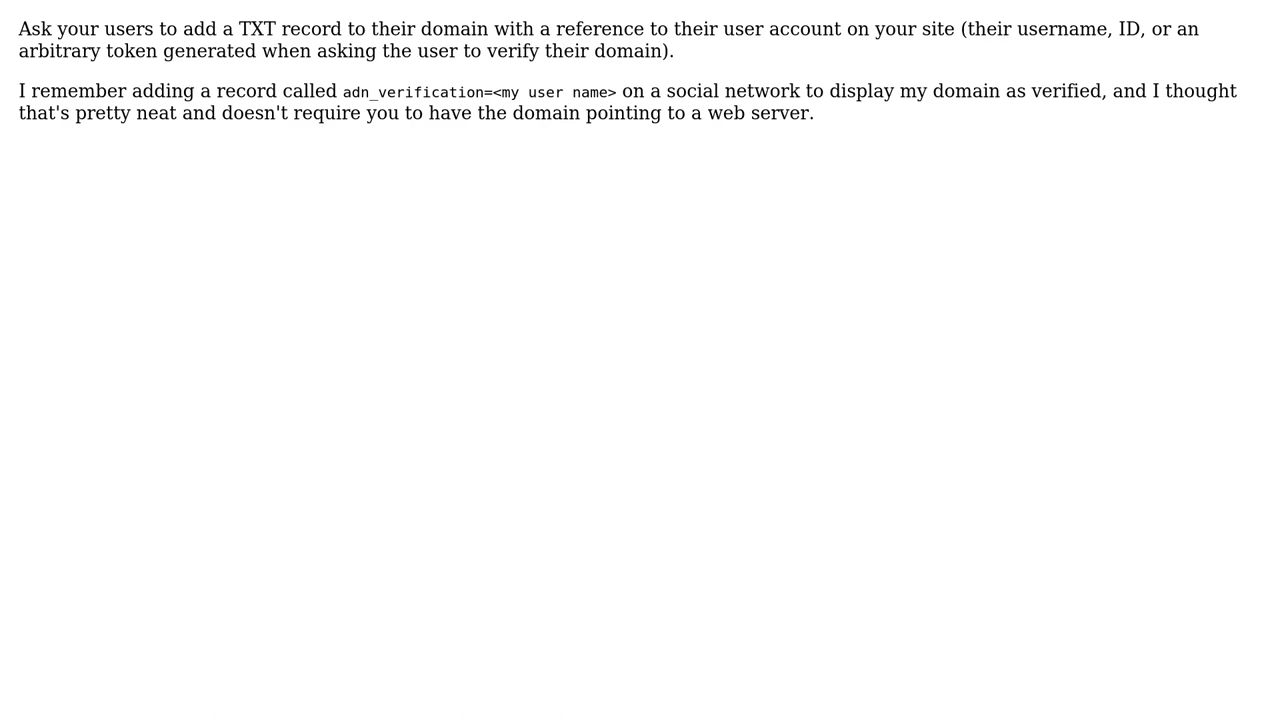 Ask your users to add a TXT record to their domain with a reference to their user account on your site (their username, ID, or an
arbitrary token generated when asking the user to verify their domain).
I remember adding a record called adn_verification=<my user name> on a social network to display my domain as verified, and I thought
that's pretty neat and doesn't require you to have the domain pointing to a web server.